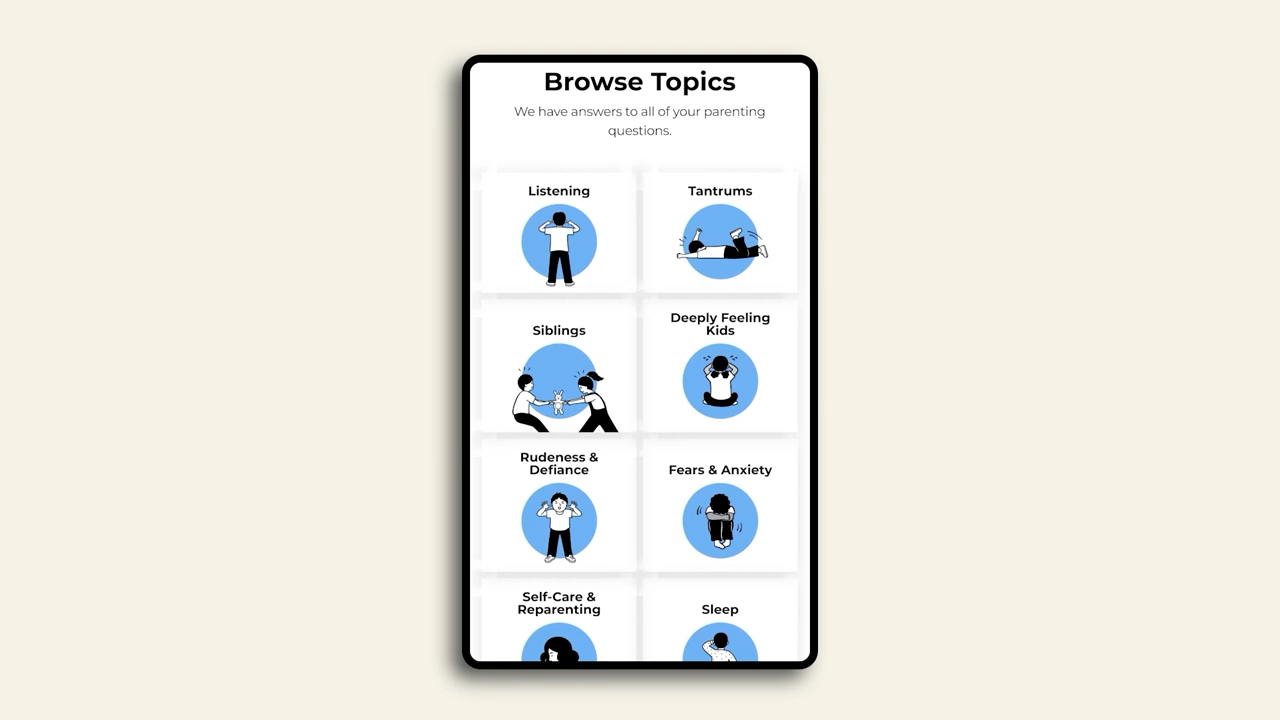 Browse Topics
We have answers to all of your parenting
questions.
Listening
Tantrums
Siblings
Deeply Feeling
Kids
Rudeness &
Defiance
Fears & Anxiety
Self-Care &
Reparenting
Sleep